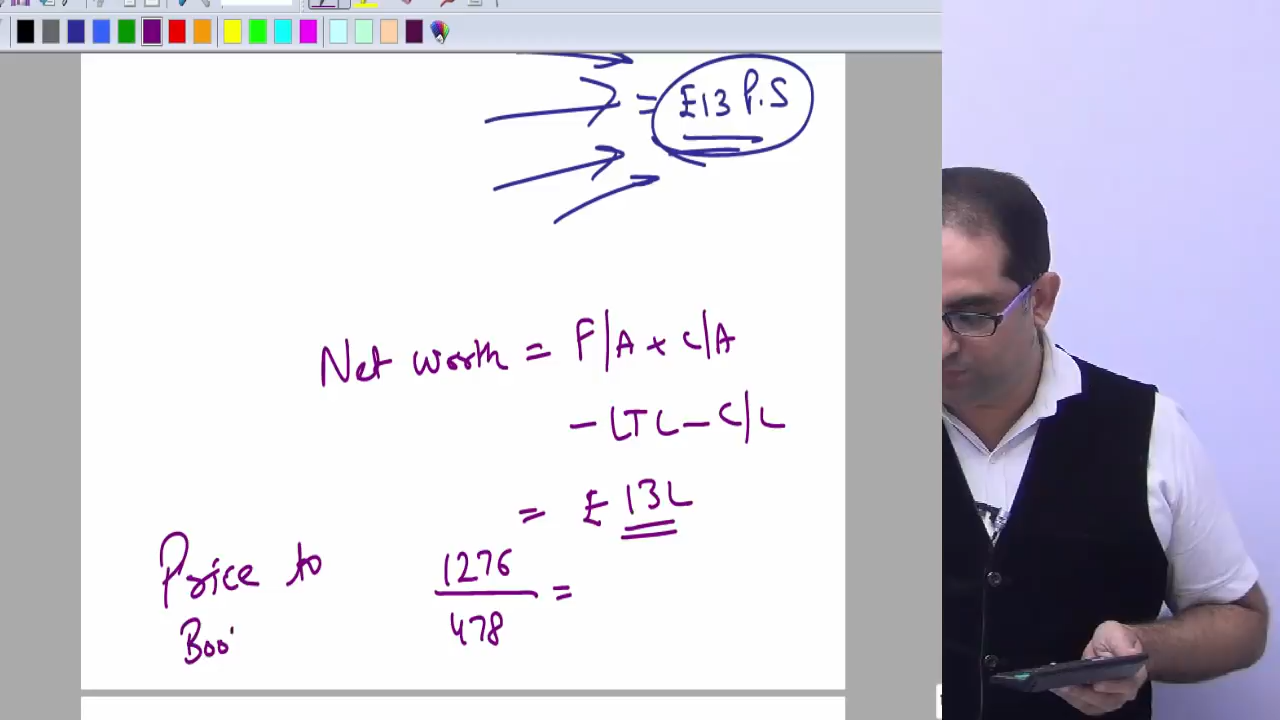 = £13 P.S
Net worth = F/A + C/A
- LTL - C/L
= £ 13L
Price to
Boo
1276
478
=